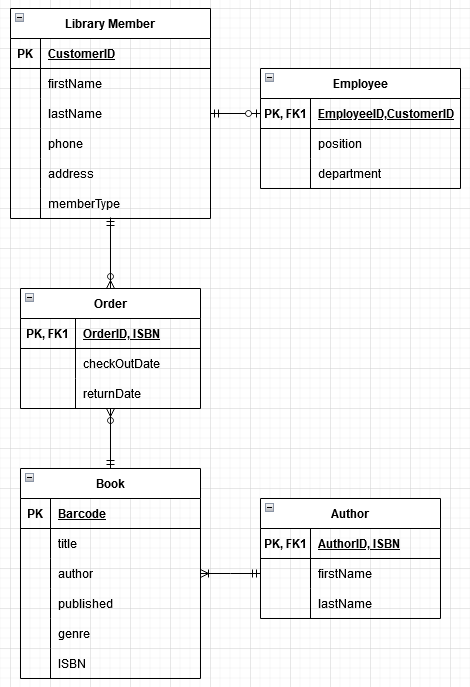 Library Member
PK CustomerID
firstName
lastName
phone
address
memberType
Employee
PK, FK1 EmployeeID,CustomerID
position
department
Order
PK, FK1 OrderID, ISBN
checkOutDate
returnDate
Book
PK Barcode
title
author
published
genre
ISBN
Author
PK, FK1 AuthorID, ISBN
firstName
lastName